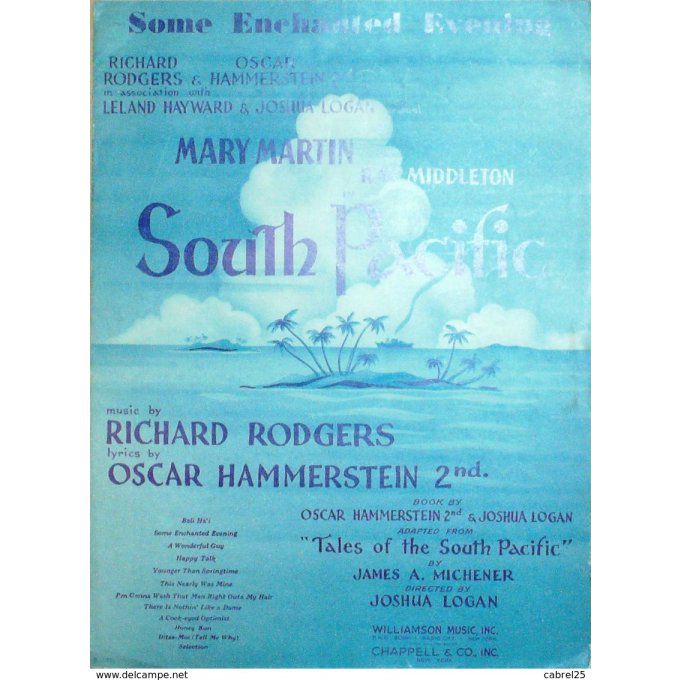 Some Enchanted Evening
RICHARD OSCAR
RODGERS & HAMMERSTEIN 2nd
in association with
LELAND HAYWARD & JOSHUA LOGAN
MARY MARTIN
RAY MIDDLETON
South Pacific
music by
RICHARD RODGERS
lyrics by
OSCAR HAMMERSTEIN 2nd.
BOOK BY
OSCAR HAMMERSTEIN 2nd & JOSHUA LOGAN
ADAPTED FROM
"Tales of the South Pacific"
BY
JAMES A. MICHENER
DIRECTED BY
JOSHUA LOGAN
Bali Ha'i
Some Enchanted Evening
A Wonderful Guy
Happy Talk
Younger Than Springtime
This Nearly Was Mine
I'm Gonna Wash That Man Right Outa My Hair
There Is Nothin' Like a Dame
A Cock-eyed Optimist
Honey Bun
Dites-Moi (Tell Me Why)
Selection
WILLIAMSON MUSIC, INC.
CHAPPELL & CO., INC.
NEW YORK
www.delcampe.net
cabrel25